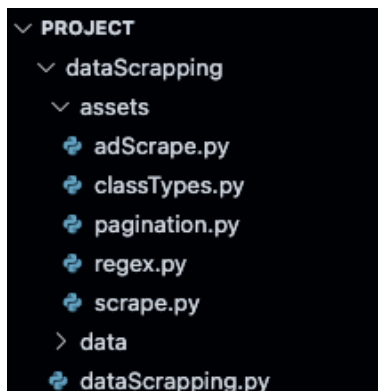 PROJECT
dataScrapping
assets
adScrape.py
classTypes.py
pagination.py
regex.py
scrape.py
data
dataScrapping.py